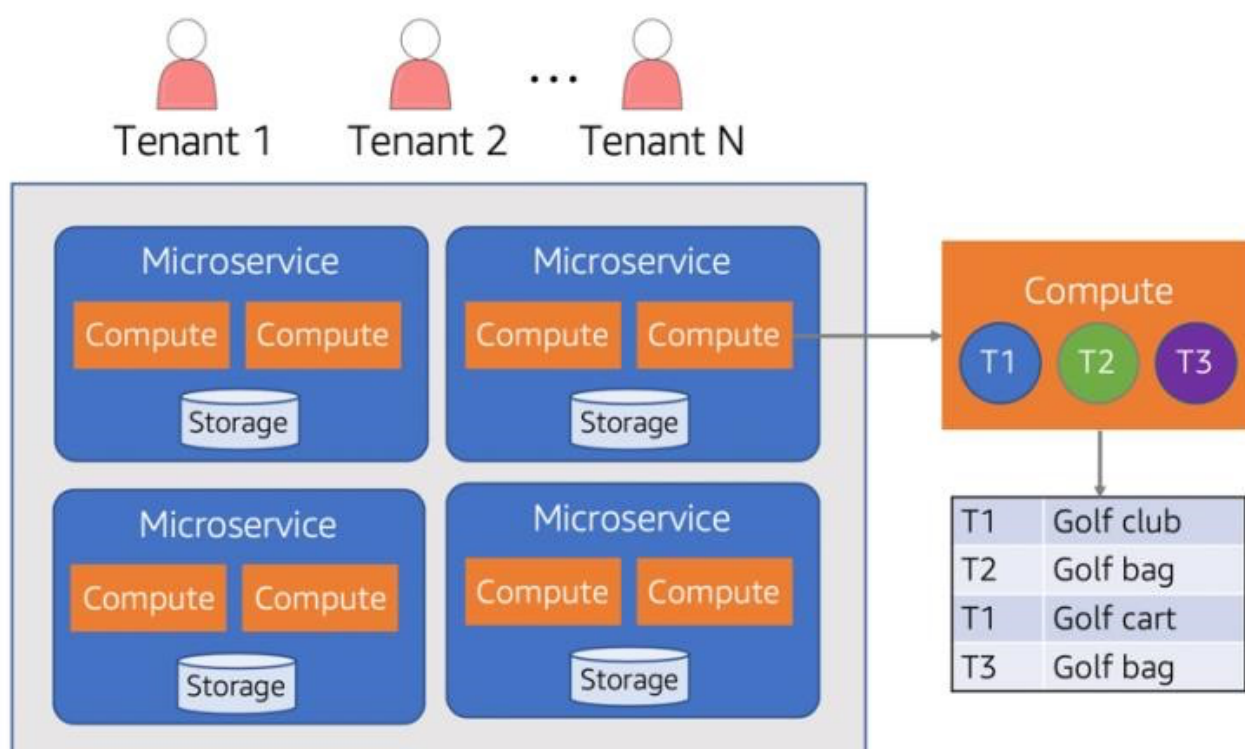 Tenant 1
Tenant 2
...
Tenant N
Microservice
Compute
Compute
Storage
Microservice
Compute
Compute
Storage
Microservice
Compute
Compute
Storage
Microservice
Compute
Compute
Storage
Compute
T1
T2
T3
T1 Golf club
T2 Golf bag
T1 Golf cart
T3 Golf bag